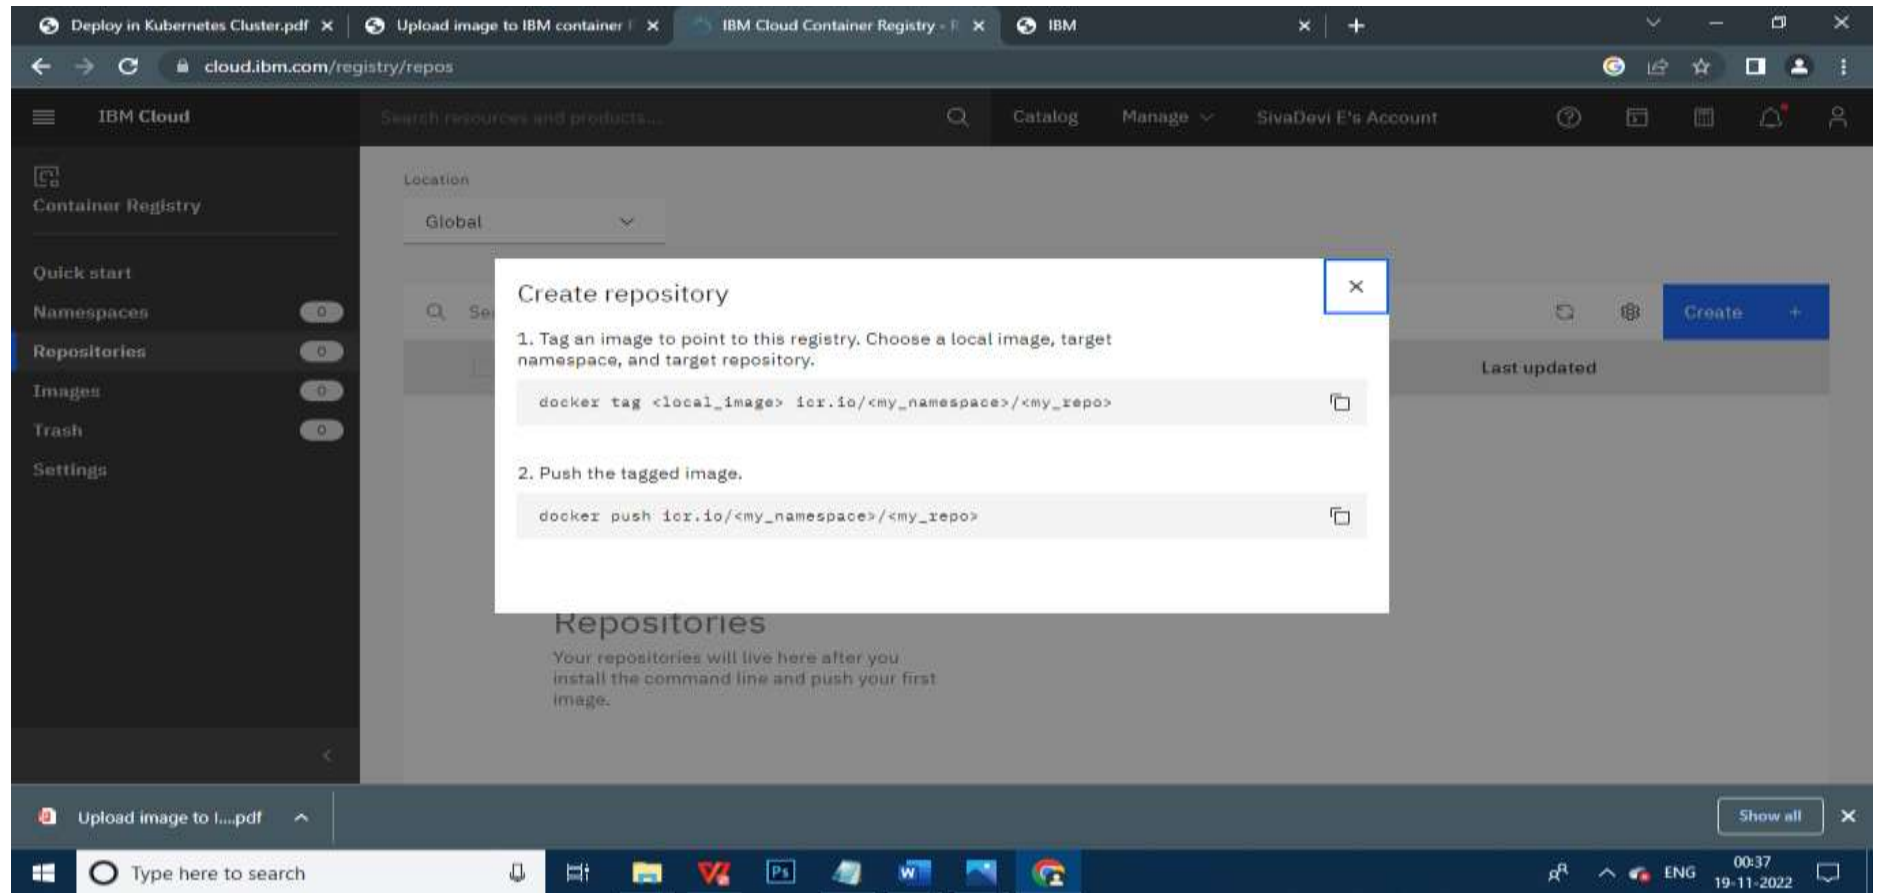 Deploy in Kubernetes Cluster.pdf
Upload image to IBM container
IBM Cloud Container Registry -
IBM
cloud.ibm.com/registry/repos
IBM Cloud
Search resources and products...
Catalog
Manage
SivaDevi E's Account
Container Registry
Location
Global
Quick start
Namespaces 0
Repositories 0
Images 0
Trash 0
Settings
Create +
Last updated
Create repository
1. Tag an image to point to this registry. Choose a local image, target
namespace, and target repository.
docker tag <local_image> icr.io/<my_namespace>/<my_repo>
2. Push the tagged image.
docker push icr.io/<my_namespace>/<my_repo>
Repositories
Your repositories will live here after you
install the command line and push your first
image.
Upload image to I....pdf
Show all
Type here to search
Ps
W
ENG
00:37
19-11-2022